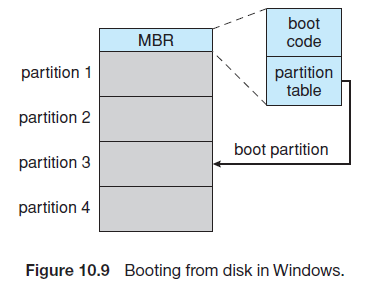 boot
code
MBR
partition 1
partition
table
partition 2
boot partition
partition 3
partition 4
Figure 10.9 Booting from disk in Windows.